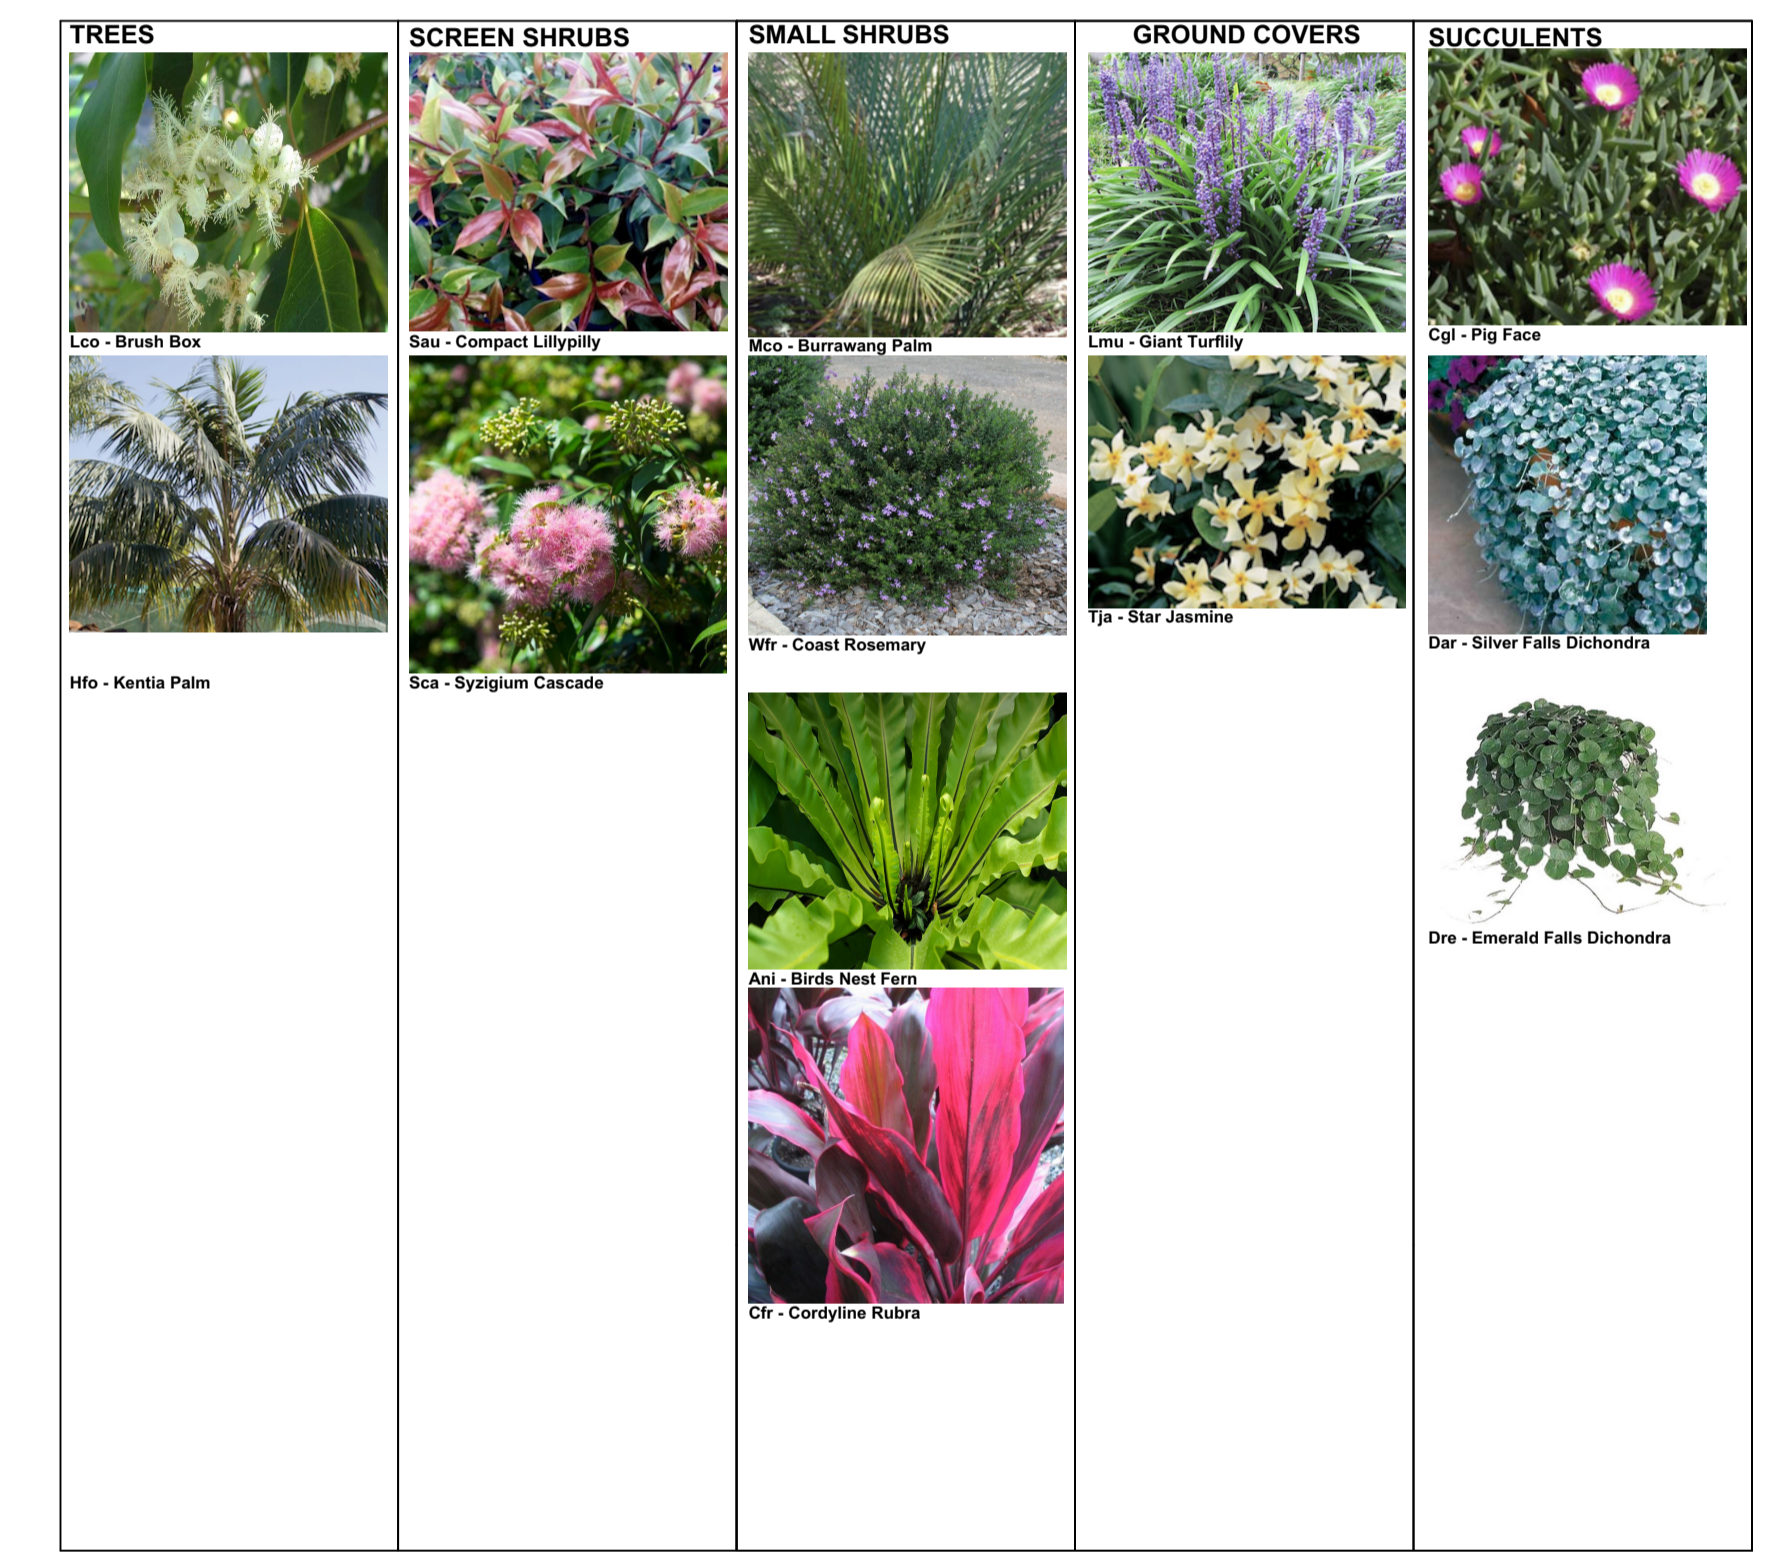 TREES
Lco - Brush Box
Hfo - Kentia Palm
SCREEN SHRUBS
Sau - Compact Lillypilly
Sca - Syzigium Cascade
SMALL SHRUBS
Mco - Burrawang Palm
Wfr - Coast Rosemary
Ani - Birds Nest Fern
Cfr - Cordyline Rubra
GROUND COVERS
Lmu - Giant Turflily
Tja - Star Jasmine
SUCCULENTS
Cgl - Pig Face
Dar - Silver Falls Dichondra
Dre - Emerald Falls Dichondra